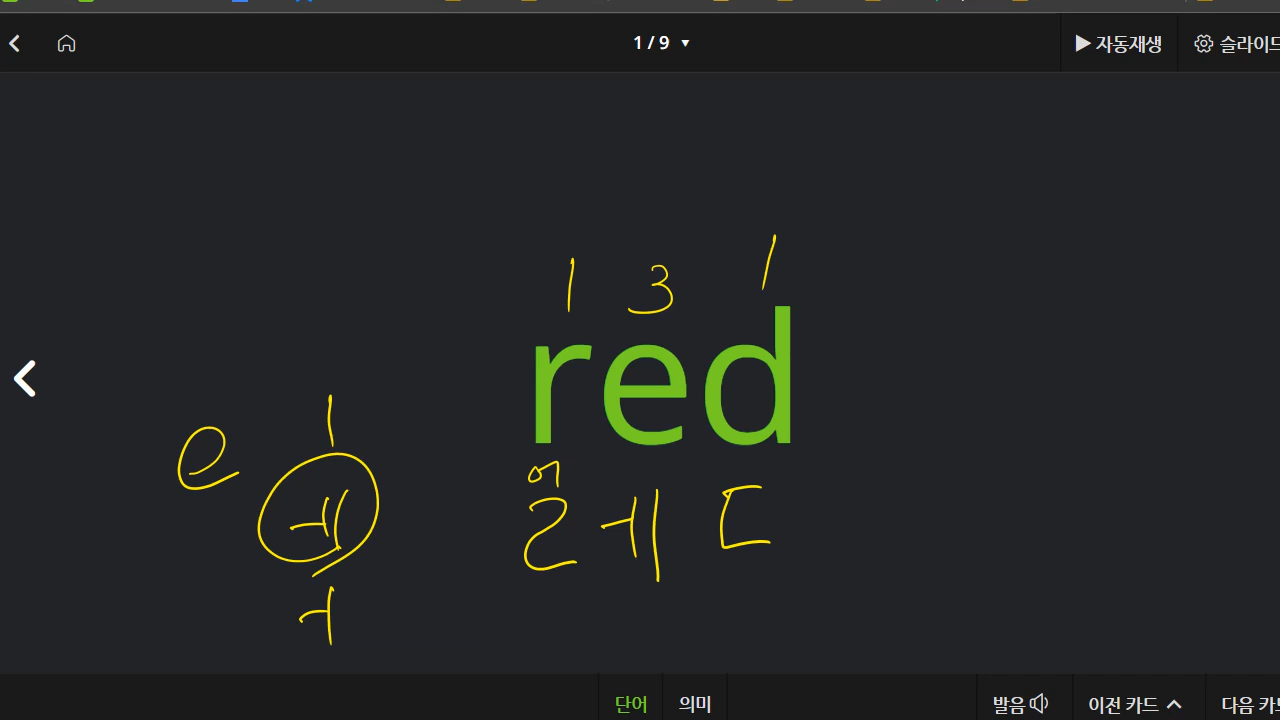 1 / 9 ▼
▶ 자동재생
슬라이드
1 3 1
red
e
ㅣ
ㅔ
ㅓ
ㄹ ㅔ ㄷ
단어
의미
발음
이전 카드
다음 카